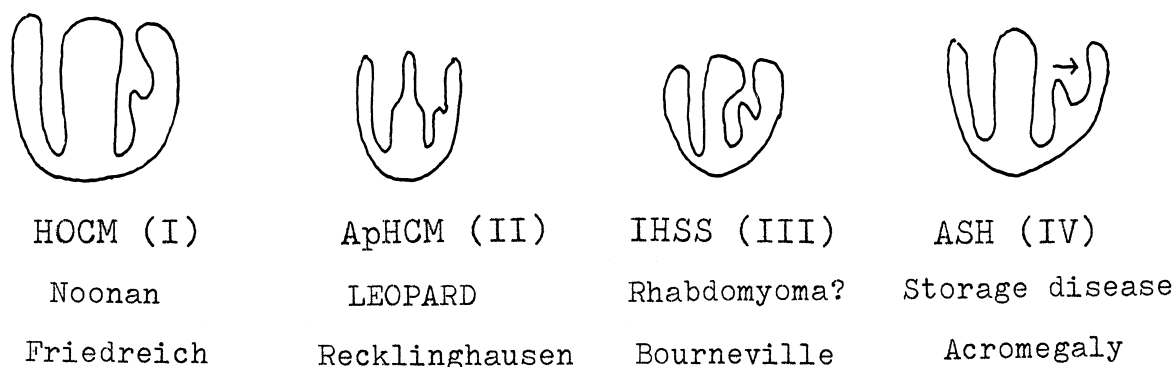 HOCM (I) ApHCM (II) IHSS (III) ASH (IV)
Noonan LEOPARD Rhabdomyoma? Storage disease
Friedreich Recklinghausen Bourneville Acromegaly